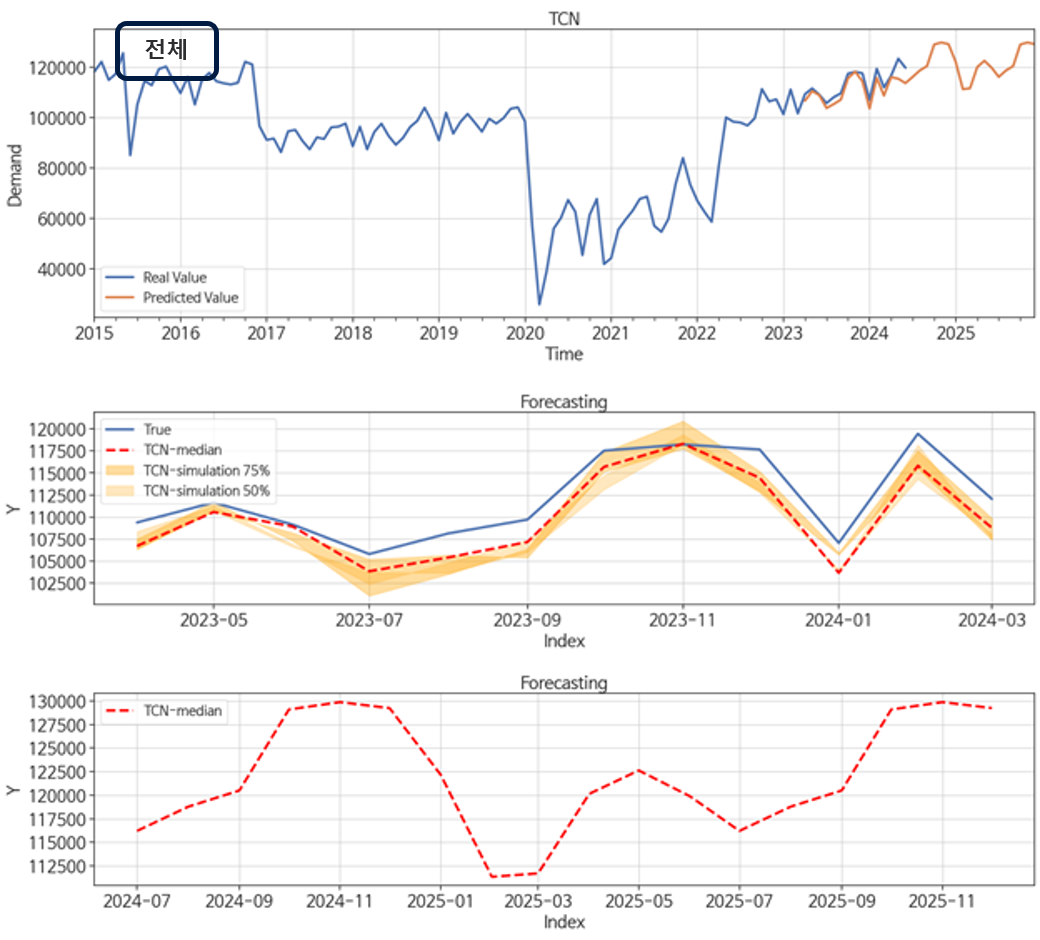 TCN
전체
120000
100000
80000
60000
40000
Demand
Real Value
Predicted Value
2015 2016 2017 2018 2019 2020 2021 2022 2023 2024 2025
Time
Forecasting
120000
117500
115000
112500
110000
107500
105000
102500
Y
True
TCN-median
TCN-simulation 75%
TCN-simulation 50%
2023-05 2023-07 2023-09 2023-11 2024-01 2024-03
Index
Forecasting
130000
127500
125000
122500
120000
117500
115000
112500
Y
TCN-median
2024-07 2024-09 2024-11 2025-01 2025-03 2025-05 2025-07 2025-09 2025-11
Index